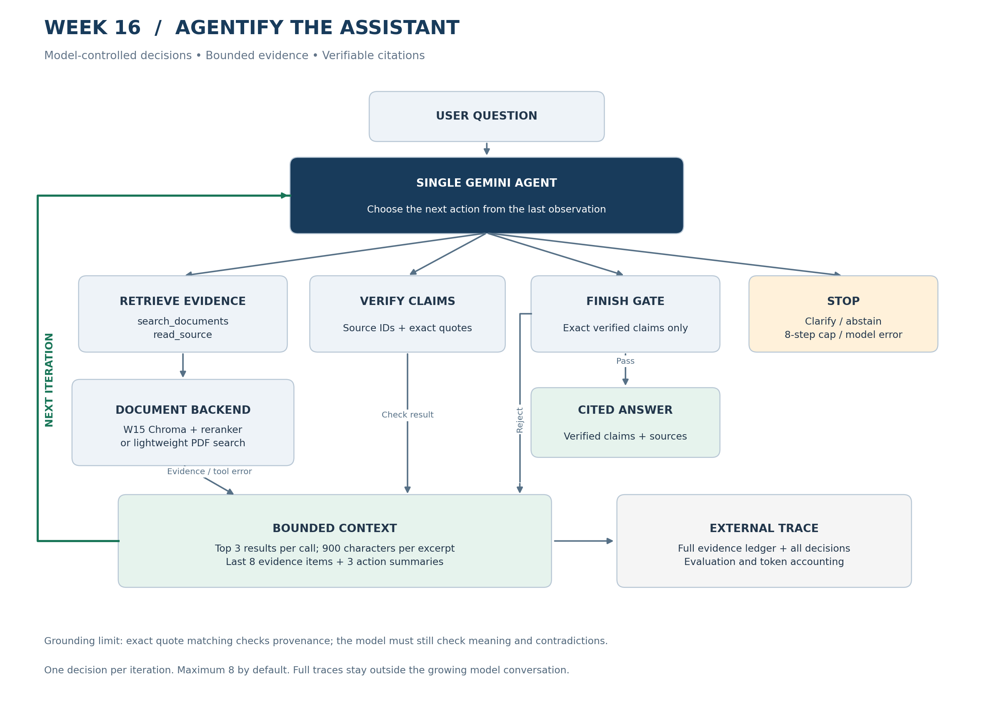 WEEK 16 / AGENTIFY THE ASSISTANT
Model-controlled decisions • Bounded evidence • Verifiable citations
USER QUESTION
SINGLE GEMINI AGENT
Choose the next action from the last observation
RETRIEVE EVIDENCE
search_documents
read_source
VERIFY CLAIMS
Source IDs + exact quotes
FINISH GATE
Exact verified claims only
STOP
Clarify / abstain
8-step cap / model error
NEXT ITERATION
Pass
DOCUMENT BACKEND
W15 Chroma + reranker
or lightweight PDF search
Check result
Reject
CITED ANSWER
Verified claims + sources
Evidence / tool error
BOUNDED CONTEXT
Top 3 results per call; 900 characters per excerpt
Last 8 evidence items + 3 action summaries
EXTERNAL TRACE
Full evidence ledger + all decisions
Evaluation and token accounting
Grounding limit: exact quote matching checks provenance; the model must still check meaning and contradictions.
One decision per iteration. Maximum 8 by default. Full traces stay outside the growing model conversation.